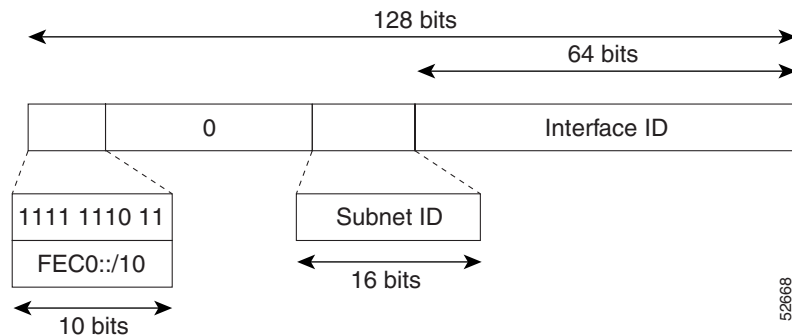 128 bits
64 bits
0
Interface ID
1111 1110 11
Subnet ID
FEC0::/10
16 bits
10 bits
52668